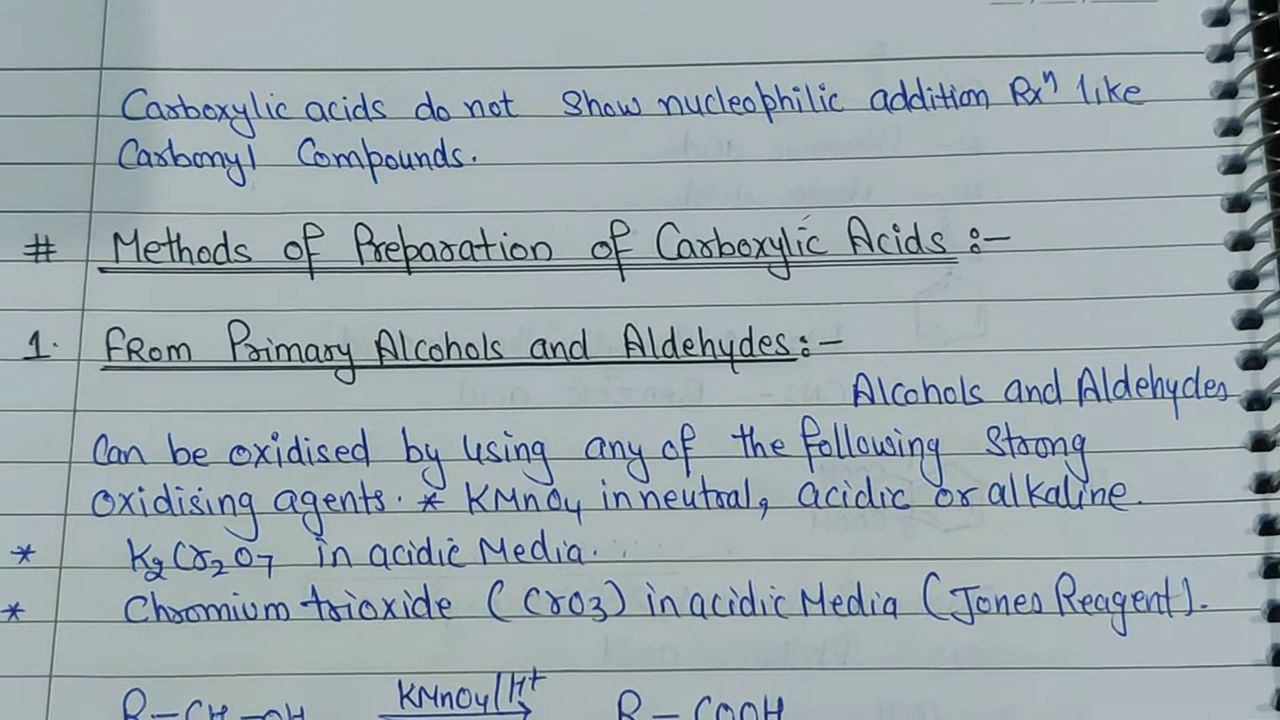 Carboxylic acids do not Show nucleophilic addition Rxⁿ like
Carbonyl Compounds.
# Methods of Preparation of Carboxylic Acids :-
1. FROM Primary Alcohols and Aldehydes :-
Alcohols and Aldehydes
Can be oxidised by using any of the following Strong
oxidising agents. * KMnO4 in neutral, acidic or alkaline.
* K2Cr2O7 in acidic Media.
* Chromium trioxide (CrO3) in acidic Media (Jones Reagent).
KMnO4/H+
R-CH-OH → R-COOH